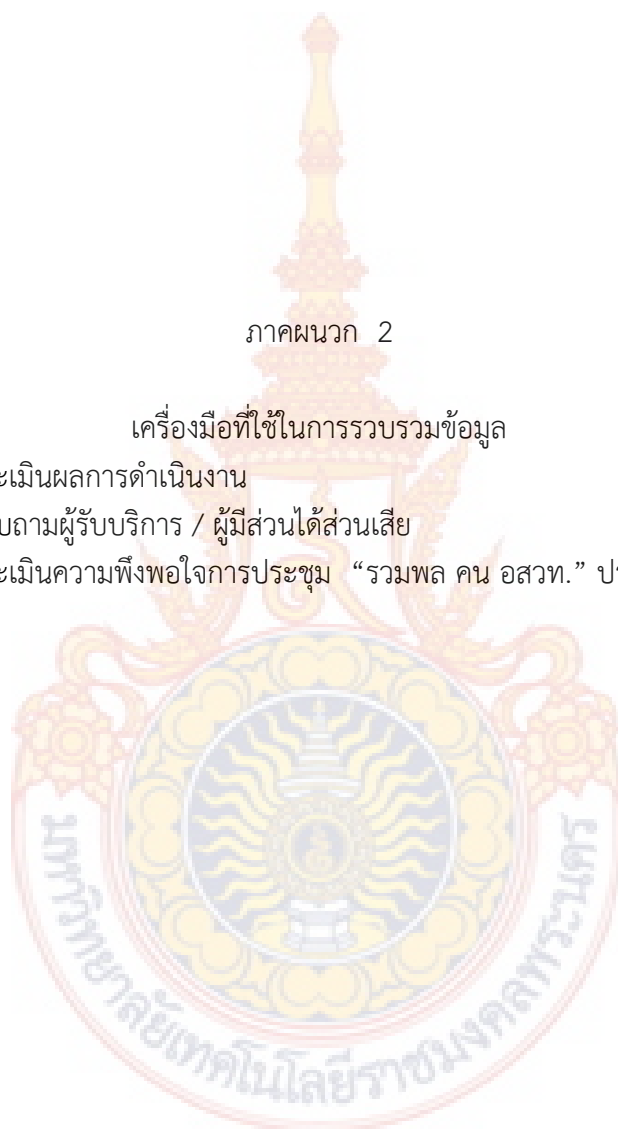 ภาคผนวก 2
เครื่องมือที่ใช้ในการรวบรวมข้อมูล
ะเมินผลการดำเนินงาน
บถามผู้รับบริการ / ผู้มีส่วนได้ส่วนเสีย
ะเมินความพึงพอใจการประชุม “รวมพล คน อสวท.” ปร
มหาวิทยาลัยเทคโนโลยีราชมงคลพระนคร